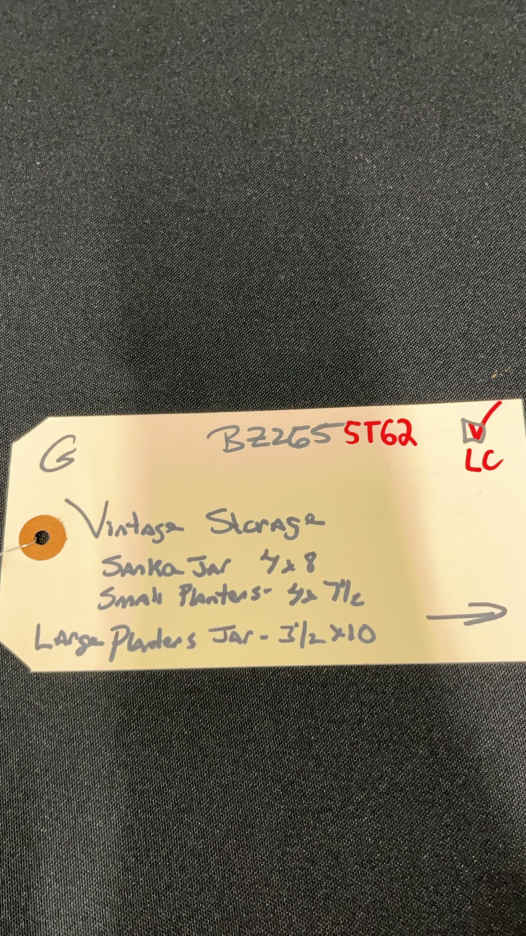 G BZ265 5T62 ☑
LC
Vintage Storage
Sanka Jar 4x8
Small Planters- 4x 7 1/2
Large Planters Jar - 3 1/2 x10 →